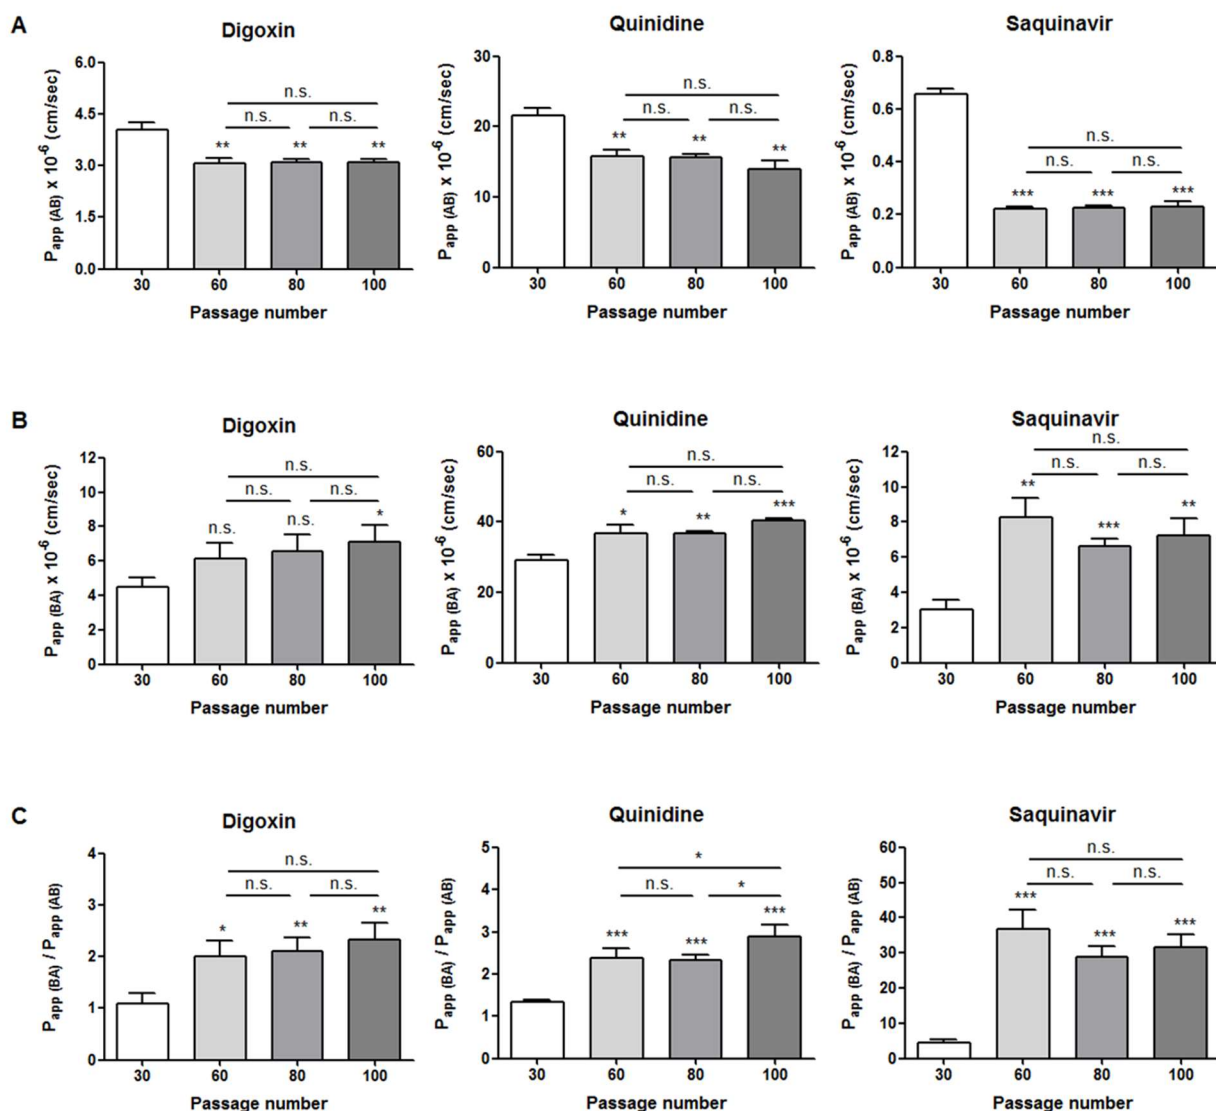 A
Digoxin
Papp (AB) x 10-6 (cm/sec)
6.0
4.5
3.0
1.5
0.0
n.s.
n.s. n.s.
** ** **
30 60 80 100
Passage number
Quinidine
Papp (AB) x 10-6 (cm/sec)
30
20
10
0
n.s.
n.s. n.s.
** ** **
30 60 80 100
Passage number
Saquinavir
Papp (AB) x 10-6 (cm/sec)
0.8
0.6
0.4
0.2
0.0
n.s.
n.s. n.s.
*** *** ***
30 60 80 100
Passage number
B
Digoxin
Papp (BA) x 10-6 (cm/sec)
12
10
8
6
4
2
0
n.s.
n.s. n.s.
n.s. n.s. *
30 60 80 100
Passage number
Quinidine
Papp (BA) x 10-6 (cm/sec)
60
40
20
0
n.s.
n.s. n.s.
* ** ***
30 60 80 100
Passage number
Saquinavir
Papp (BA) x 10-6 (cm/sec)
12
10
8
6
4
2
0
n.s.
n.s. n.s.
** *** **
30 60 80 100
Passage number
C
Digoxin
Papp (BA) / Papp (AB)
4
3
2
1
0
n.s.
n.s. n.s.
* ** **
30 60 80 100
Passage number
Quinidine
Papp (BA) / Papp (AB)
5
4
3
2
1
0
*
n.s. *
*** *** ***
30 60 80 100
Passage number
Saquinavir
Papp (BA) / Papp (AB)
60
50
40
30
20
10
0
n.s.
n.s. n.s.
*** *** ***
30 60 80 100
Passage number